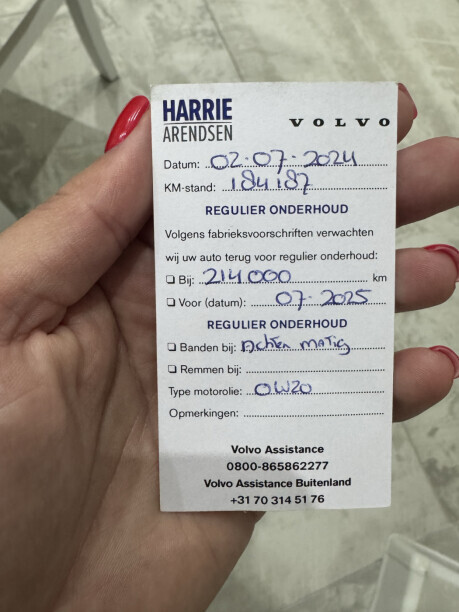 HARRIE
ARENDSEN
VOLVO
Datum: 02-07-2024
KM-stand: 184187
REGULIER ONDERHOUD
Volgens fabrieksvoorschriften verwachten
wij uw auto terug voor regulier onderhoud:
Bij: 214.000 km
Voor (datum): 07-2025
REGULIER ONDERHOUD
Banden bij: Achter matig
Remmen bij:
Type motorolie: 0W20
Opmerkingen:
Volvo Assistance
0800-865862277
Volvo Assistance Buitenland
+31 70 314 51 76